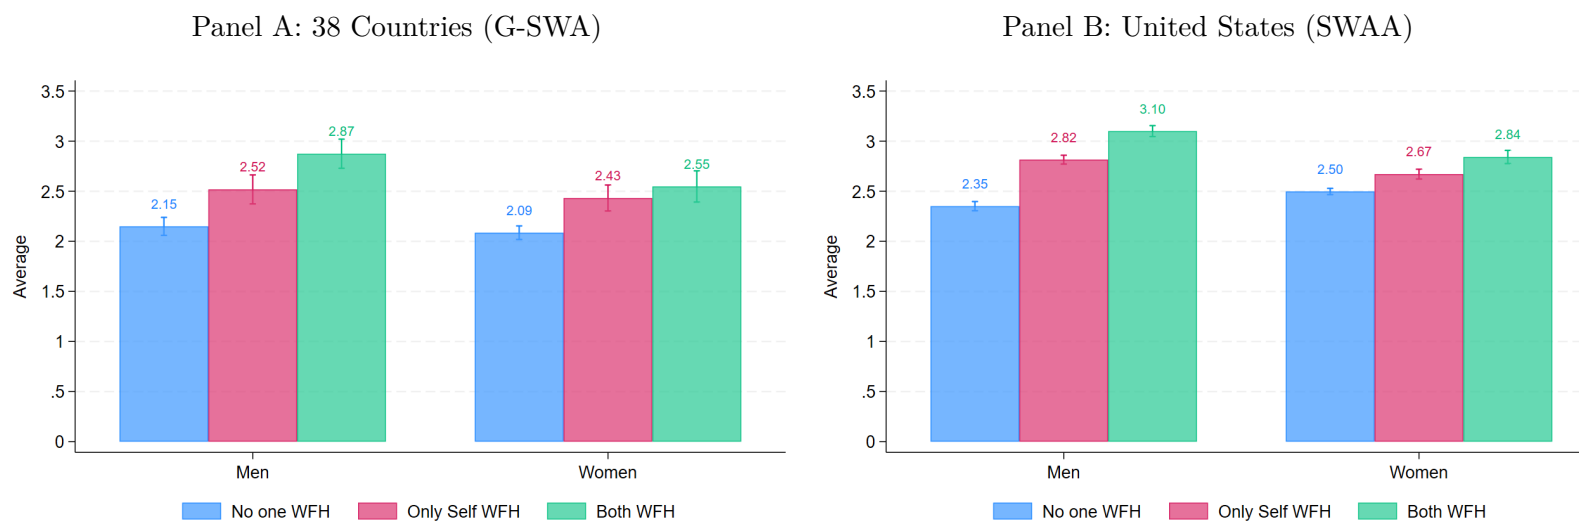 Panel A: 38 Countries (G-SWA)
3.5
3
2.5
2
1.5
1
.5
0
Average
2.15
2.52
2.87
2.09
2.43
2.55
Men
Women
No one WFH
Only Self WFH
Both WFH
Panel B: United States (SWAA)
3.5
3
2.5
2
1.5
1
.5
0
Average
2.35
2.82
3.10
2.50
2.67
2.84
Men
Women
No one WFH
Only Self WFH
Both WFH